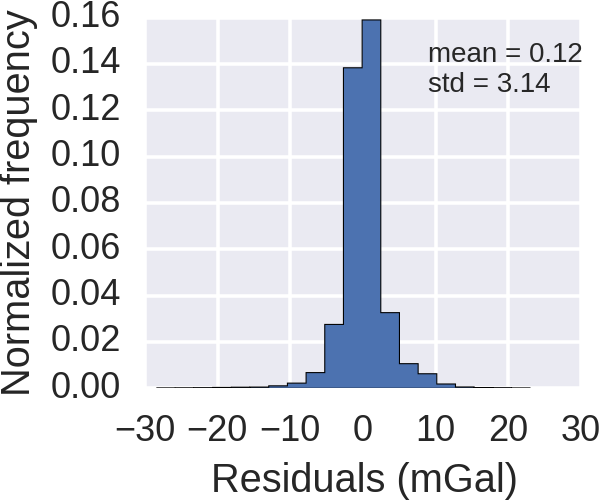 Normalized frequency
0.16
0.14
0.12
0.10
0.08
0.06
0.04
0.02
0.00
mean = 0.12
std = 3.14
−30 −20 −10 0 10 20 30
Residuals (mGal)